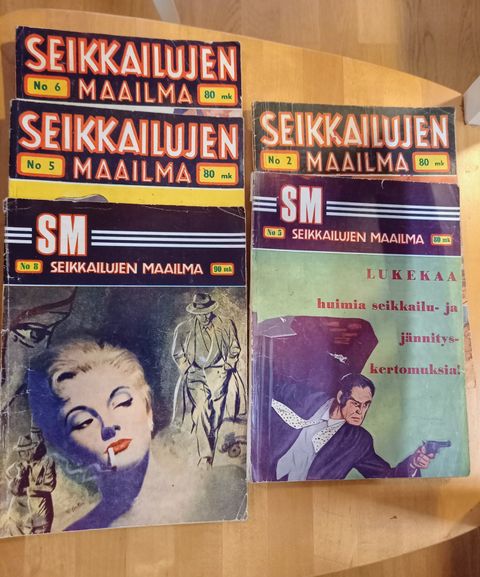 SEIKKAILUJEN
No 6 MAAILMA 80 mk
SEIKKAILUJEN
No 5 MAAILMA 80 mk
SM
No 8 SEIKKAILUJEN MAAILMA 90 mk
SEIKKAILUJEN
No 2 MAAILMA 80 mk
SM
No 5 SEIKKAILUJEN MAAILMA 80 mk
LUKEKAA
huimia seikkailu- ja
jännitys-
kertomuksia!